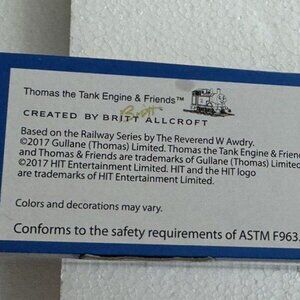 Thomas the Tank Engine & Friends™
CREATED BY BRITT ALLCROFT
Britt
Based on the Railway Series by The Reverend W Awdry.
©2017 Gullane (Thomas) Limited. Thomas the Tank Engine & Frien
and Thomas & Friends are trademarks of Gullane (Thomas) Limited.
©2017 HIT Entertainment Limited. HIT and the HIT logo
are trademarks of HIT Entertainment Limited.
Colors and decorations may vary.
Conforms to the safety requirements of ASTM F963.